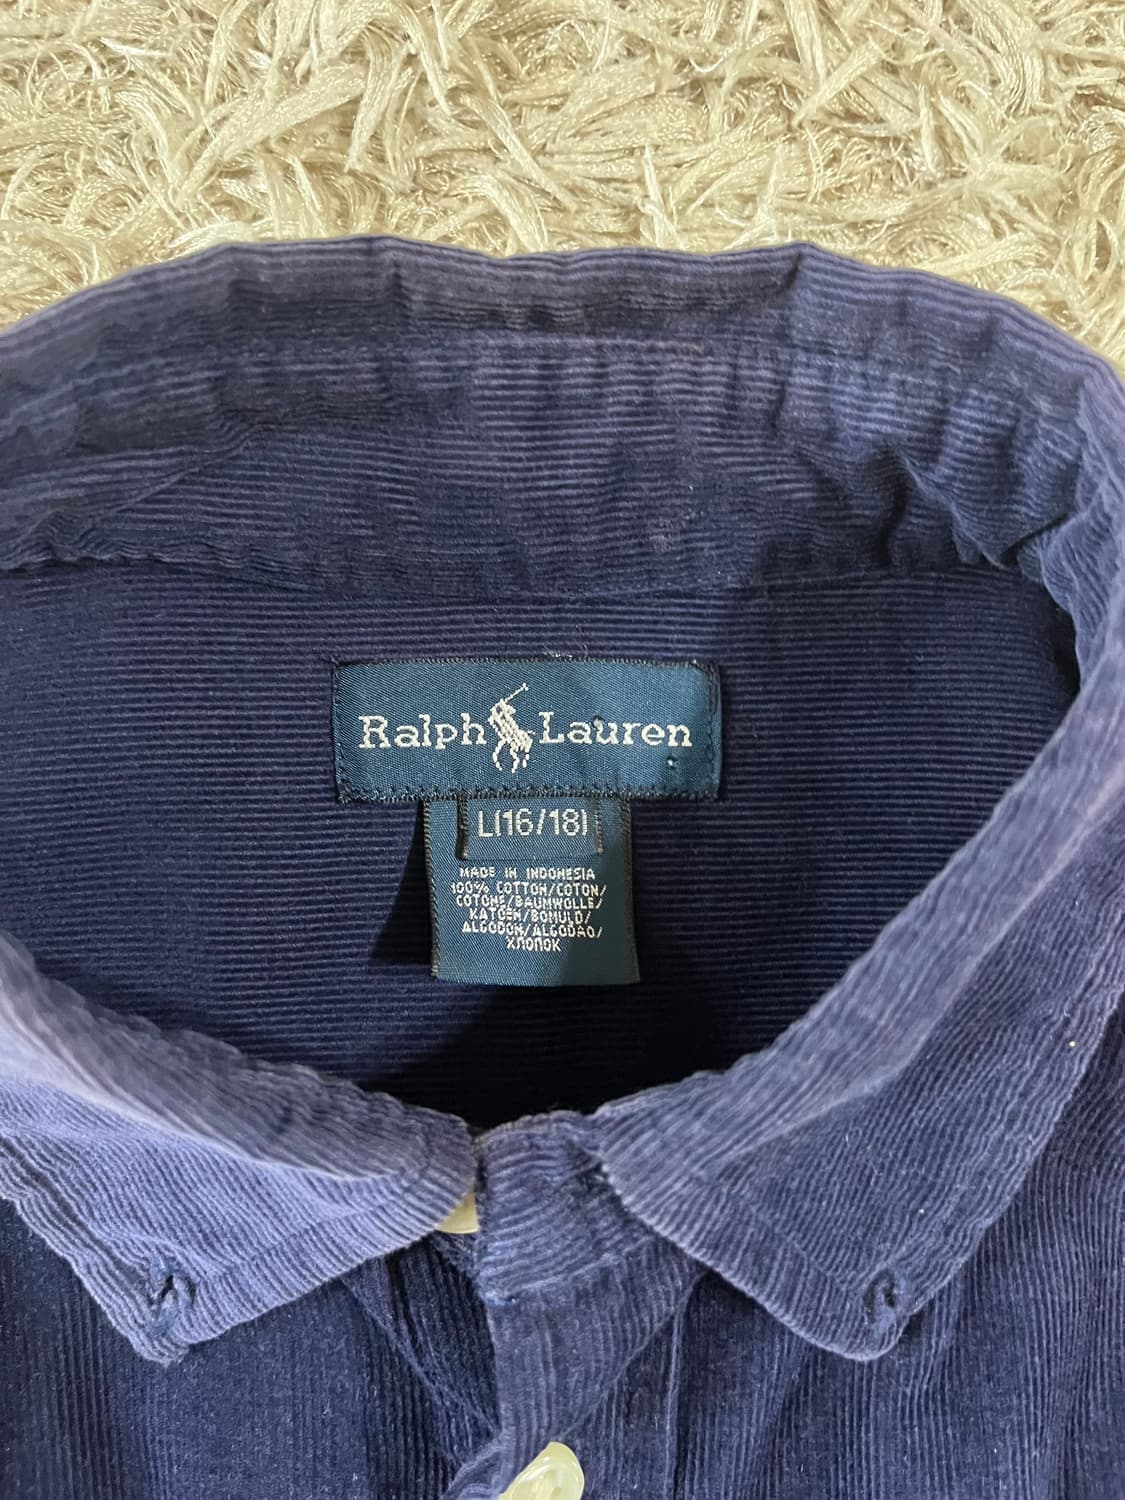 Ralph Lauren
L(16/18)
MADE IN INDONESIA
100% COTTON/COTON/
COTONE/BAUMWOLLE/
KATOEN/BOMULD/
ALGODON/ALGODAO/
ХЛОПОК